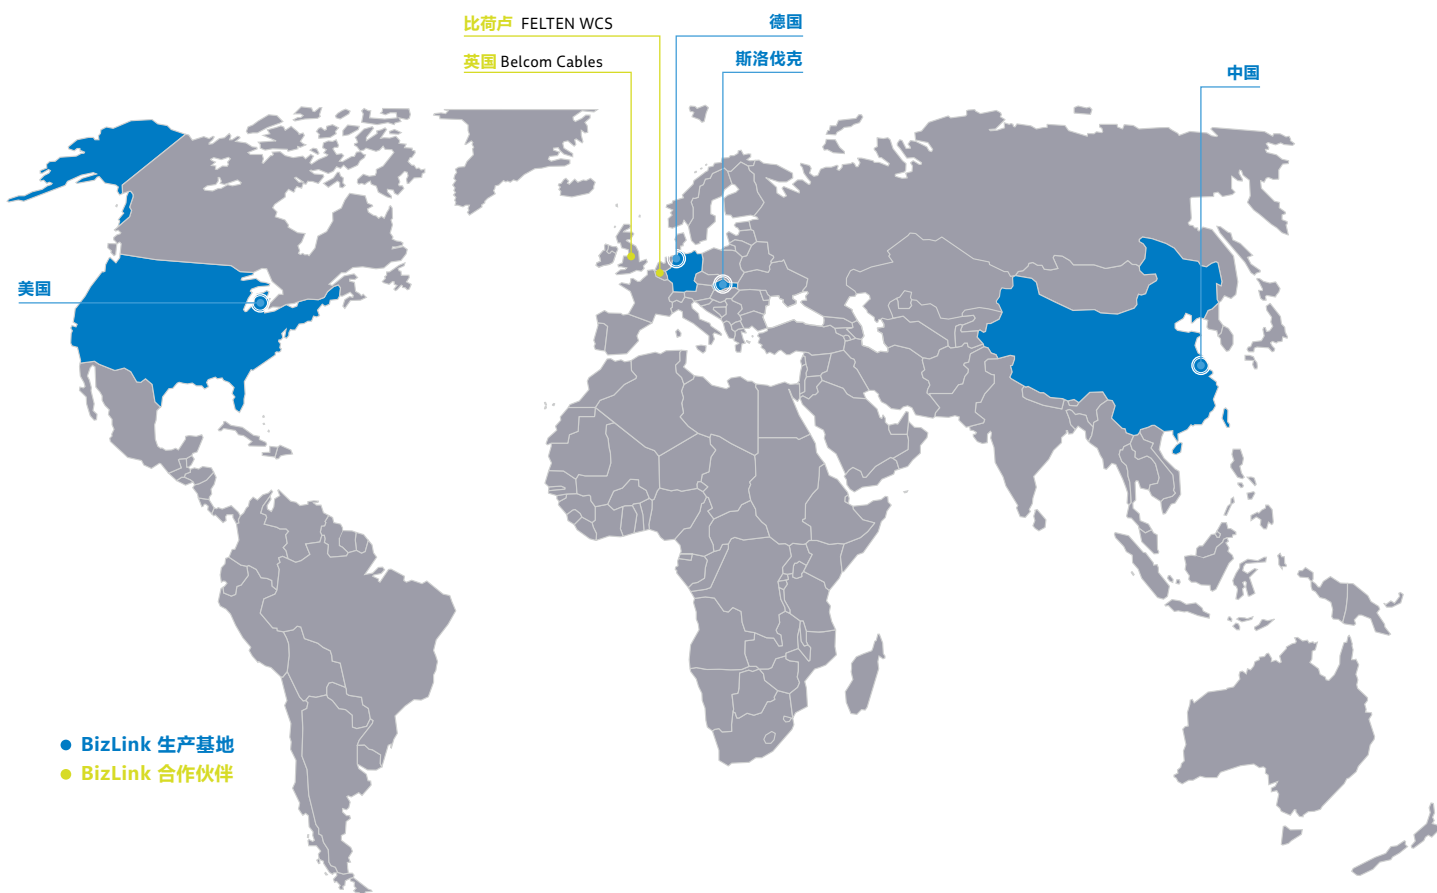 比荷卢 FELTEN WCS
英国 Belcom Cables
德国
斯洛伐克
中国
美国
BizLink 生产基地
BizLink 合作伙伴